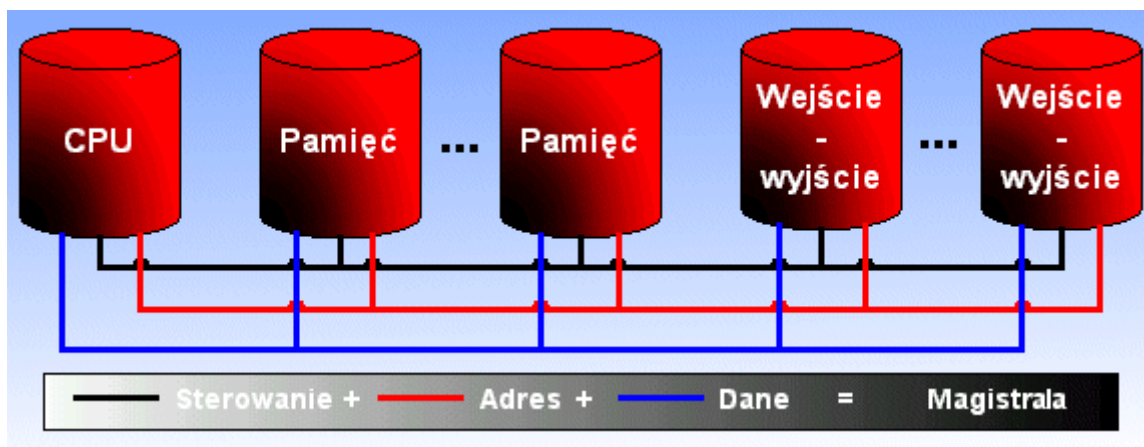 CPU
Pamięć
...
Pamięć
Wejście
-
wyjście
...
Wejście
-
wyjście
Sterowanie + Adres + Dane = Magistrala